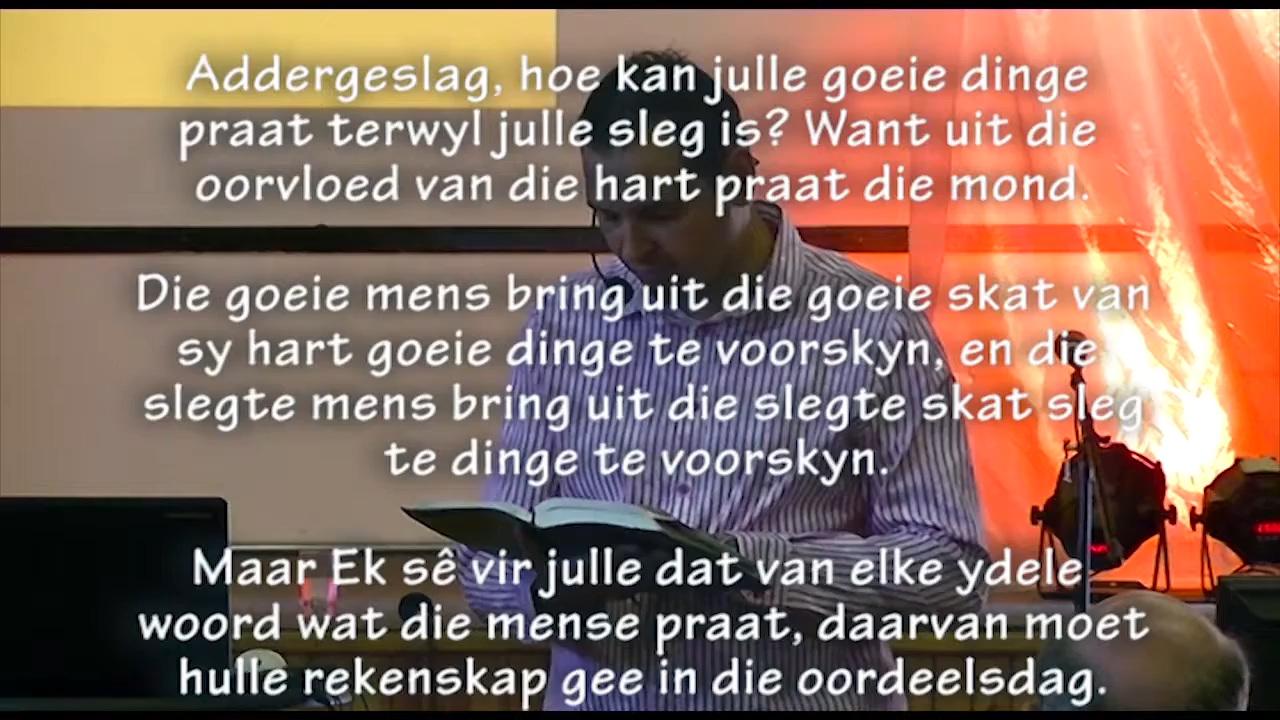 Addergeslag, hoe kan julle goeie dinge
praat terwyl julle sleg is? Want uit die
oorvloed van die hart praat die mond.
Die goeie mens bring uit die goeie skat van
sy hart goeie dinge te voorskyn, en die
slegte mens bring uit die slegte skat sleg
te dinge te voorskyn.
Maar Ek sê vir julle dat van elke ydele
woord wat die mense praat, daarvan moet
hulle rekenskap gee in die oordeelsdag.